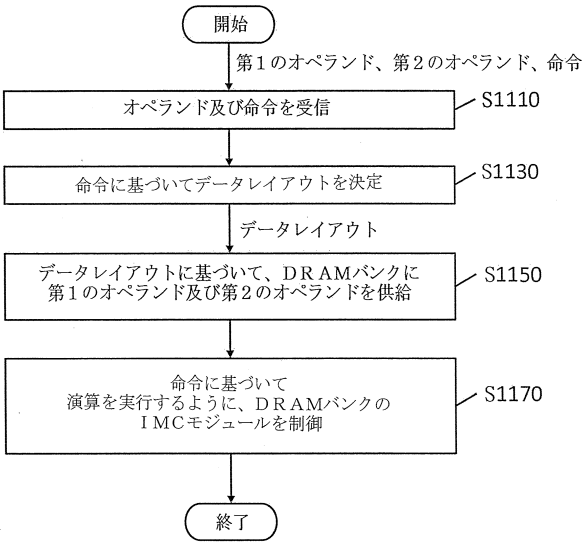 開始
第１のオペランド、第２のオペランド、命令
オペランド及び命令を受信
S1110
命令に基づいてデータレイアウトを決定
S1130
データレイアウト
データレイアウトに基づいて、ＤＲＡＭバンクに
第１のオペランド及び第２のオペランドを供給
S1150
命令に基づいて
演算を実行するように、ＤＲＡＭバンクの
ＩＭＣモジュールを制御
S1170
終了